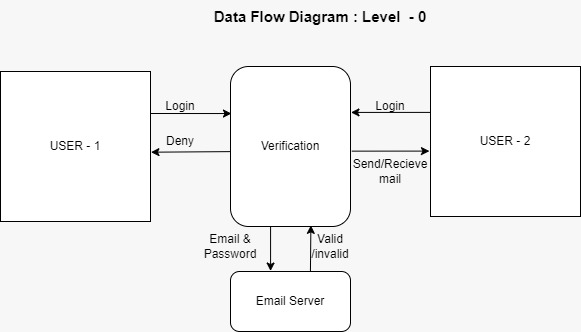 Data Flow Diagram : Level - 0
Login
Login
USER - 1
Deny
Verification
USER - 2
Send/Recieve
mail
Email &
Password
Valid
/invalid
Email Server